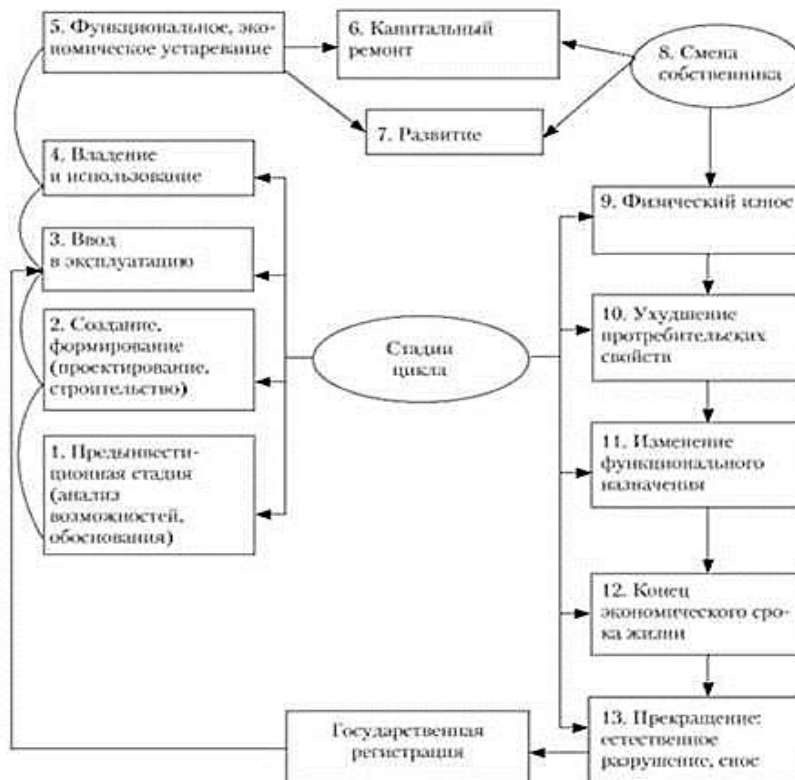 5. Функциональное, эко-
номическое устаревание
6. Капитальный
ремонт
8. Смена
собственника
7. Развитие
4. Владение
и использование
9. Физический износ
3. Ввод
в эксплуатацию
2. Создание,
формирование
(проектирование,
строительство)
Стадии
цикла
10. Ухудшение
протребительских
свойств
1. Предынвести-
ционная стадия
(анализ
возможностей,
обоснования)
11. Изменение
функционального
назначения
12. Конец
экономического сро-
ка жизни
Государственная
регистрация
13. Прекращение:
естественное
разрушение, снос